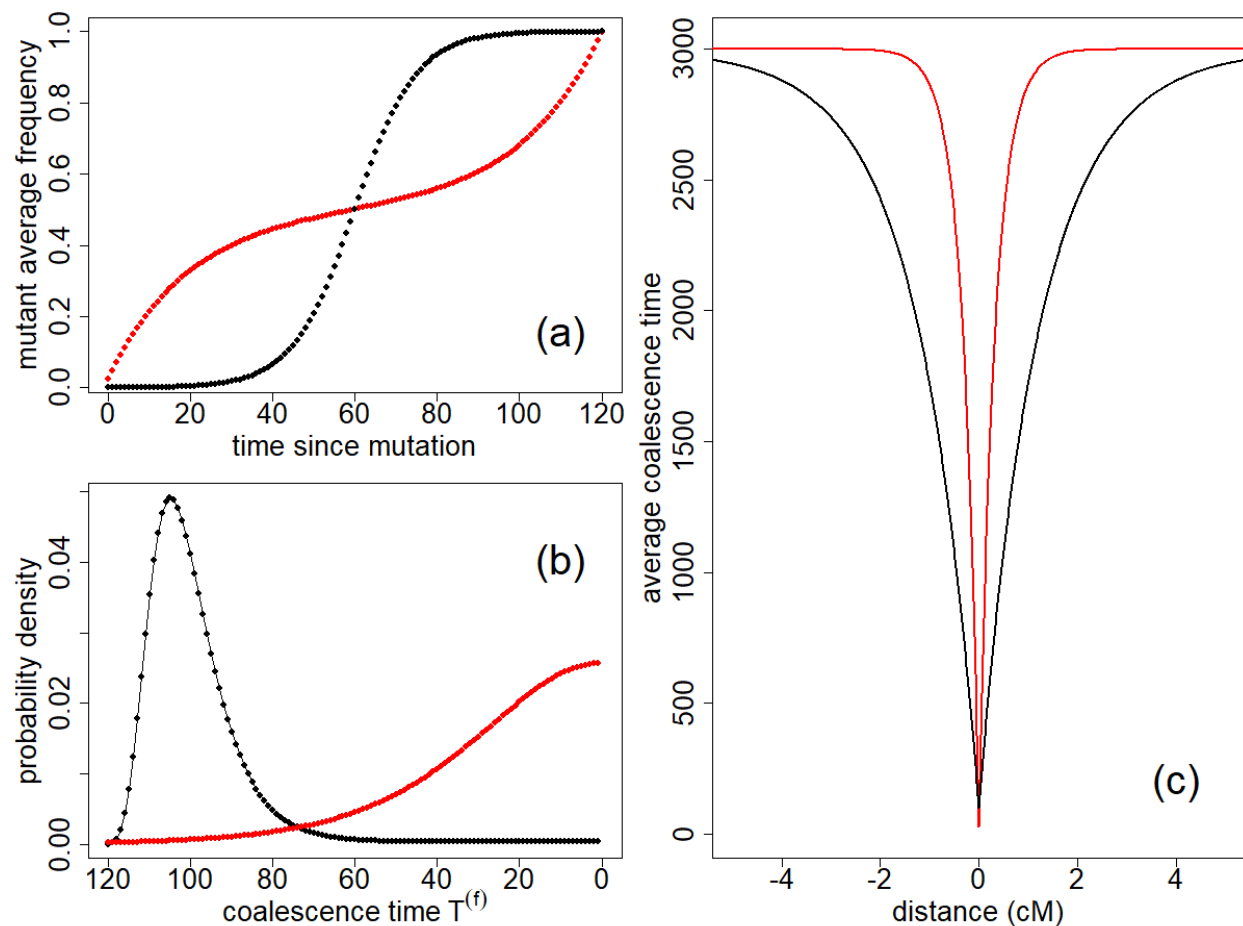 mutant average frequency
0.0 0.2 0.4 0.6 0.8 1.0
(a)
0 20 40 60 80 100 120
time since mutation
probability density
0.00 0.02 0.04
(b)
120 100 80 60 40 20 0
coalescence time T^(f)
average coalescence time
0 500 1000 1500 2000 2500 3000
(c)
-4 -2 0 2 4
distance (cM)